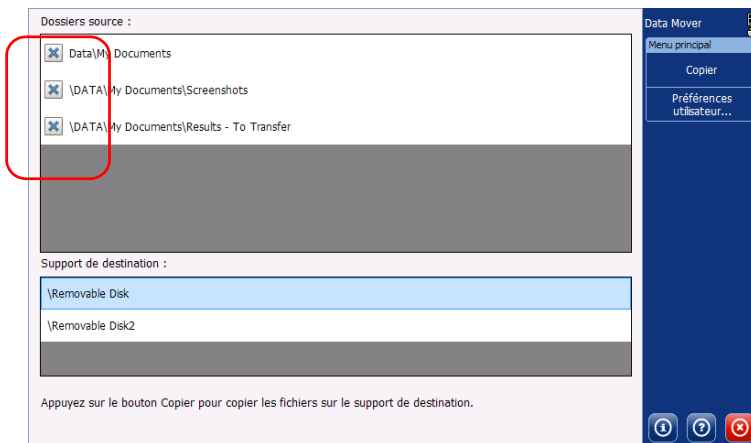 Dossiers source :
Data\My Documents
\DATA\My Documents\Screenshots
\DATA\My Documents\Results - To Transfer
Support de destination :
\Removable Disk
\Removable Disk2
Appuyez sur le bouton Copier pour copier les fichiers sur le support de destination.
Data Mover
Menu principal
Copier
Préférences
utilisateur...